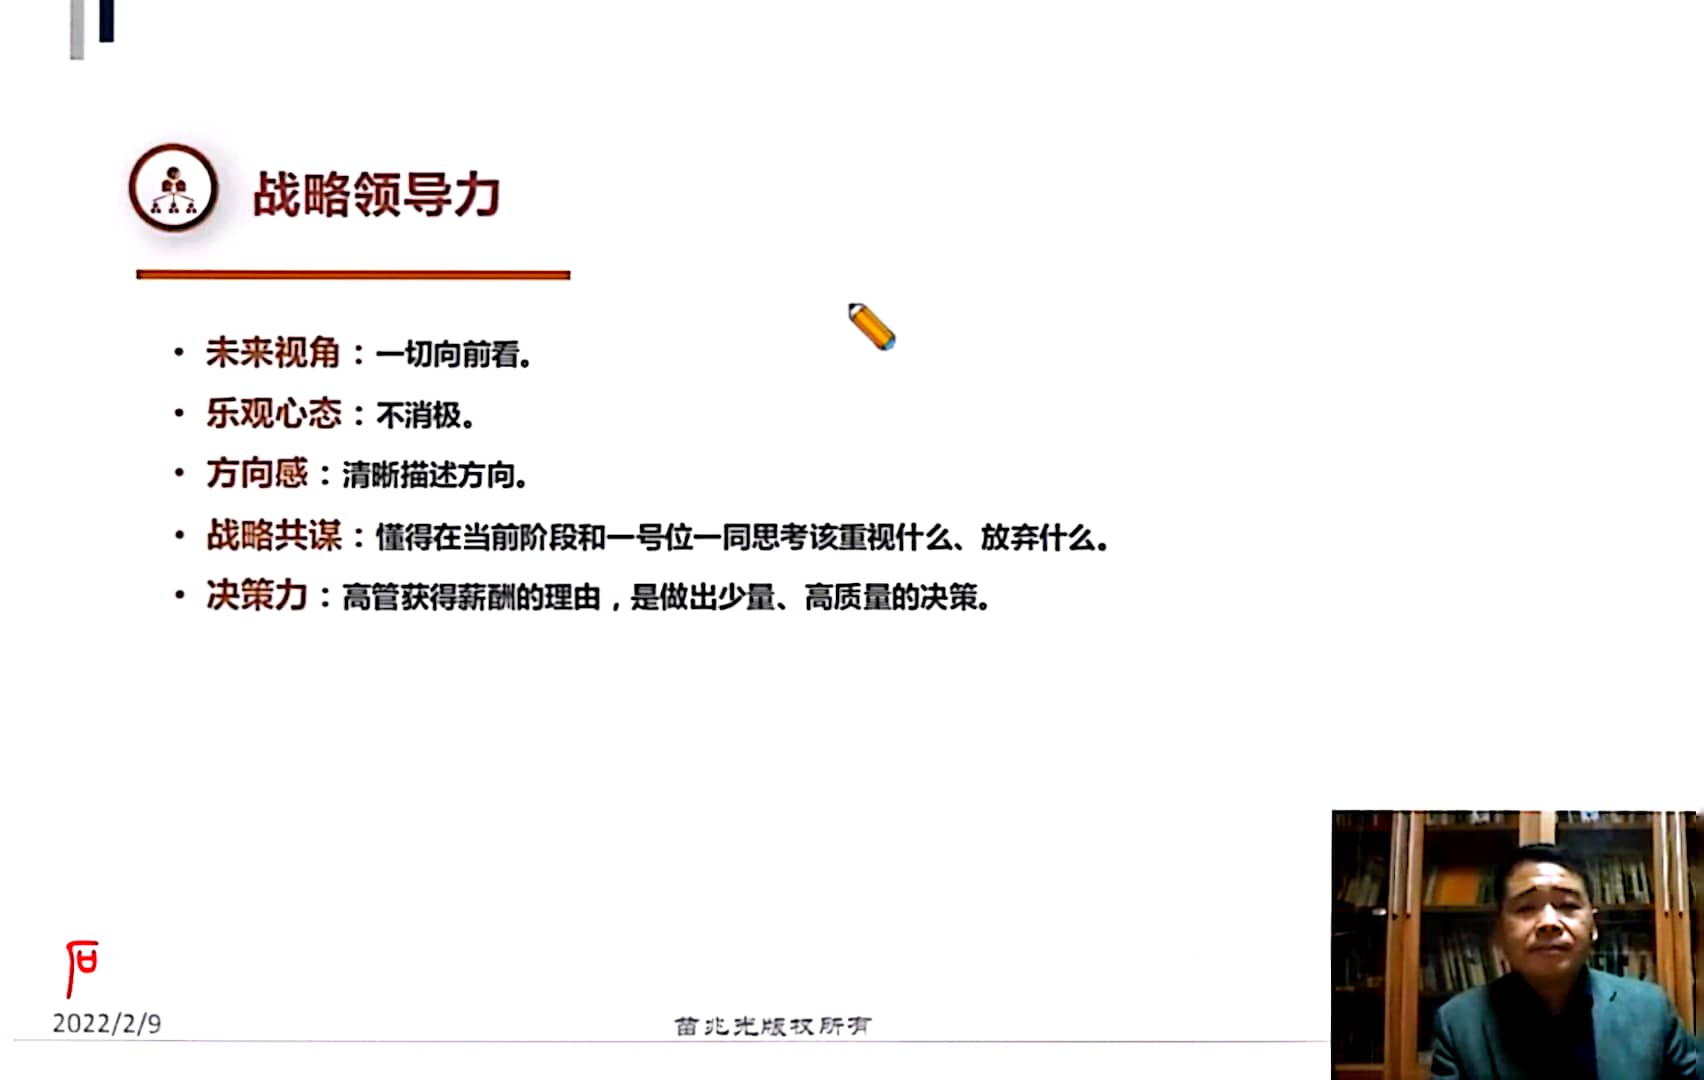 战略领导力
• 未来视角：一切向前看。
• 乐观心态：不消极。
• 方向感：清晰描述方向。
• 战略共谋：懂得在当前阶段和一号位一同思考该重视什么、放弃什么。
• 决策力：高管获得薪酬的理由，是做出少量、高质量的决策。
2022/2/9
苗兆光版权所有